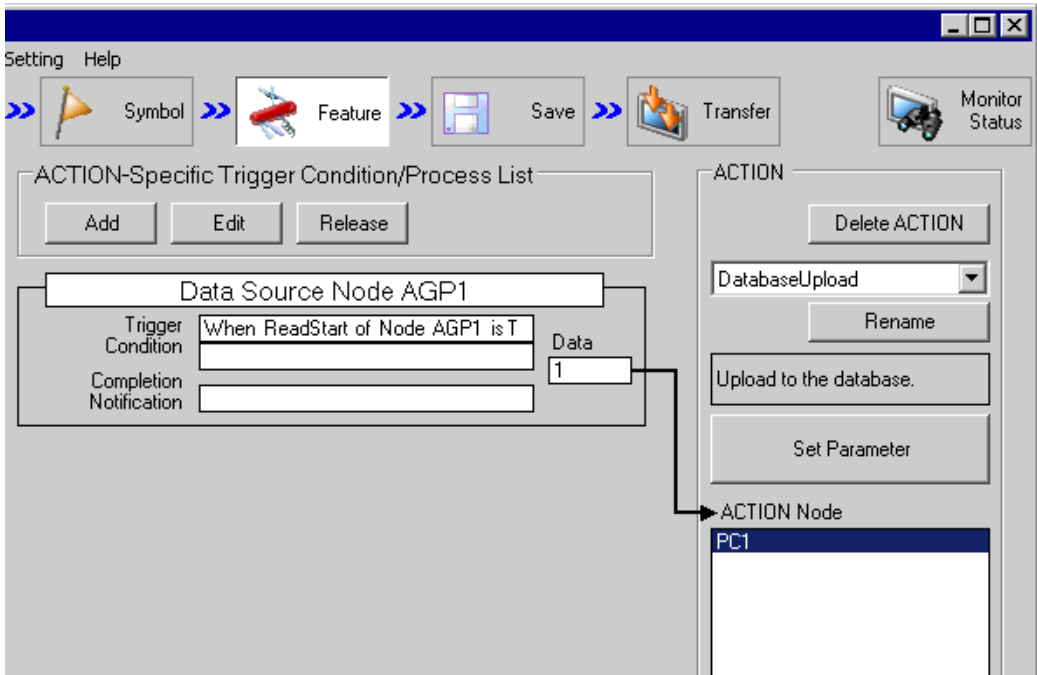 Setting Help
Symbol
Feature
Save
Transfer
Monitor
Status
ACTION-Specific Trigger Condition/Process List
Add
Edit
Release
Data Source Node AGP1
Trigger
Condition
When ReadStart of Node AGP1 is T
Data
1
Completion
Notification
ACTION
Delete ACTION
DatabaseUpload
Rename
Upload to the database.
Set Parameter
ACTION Node
PC1